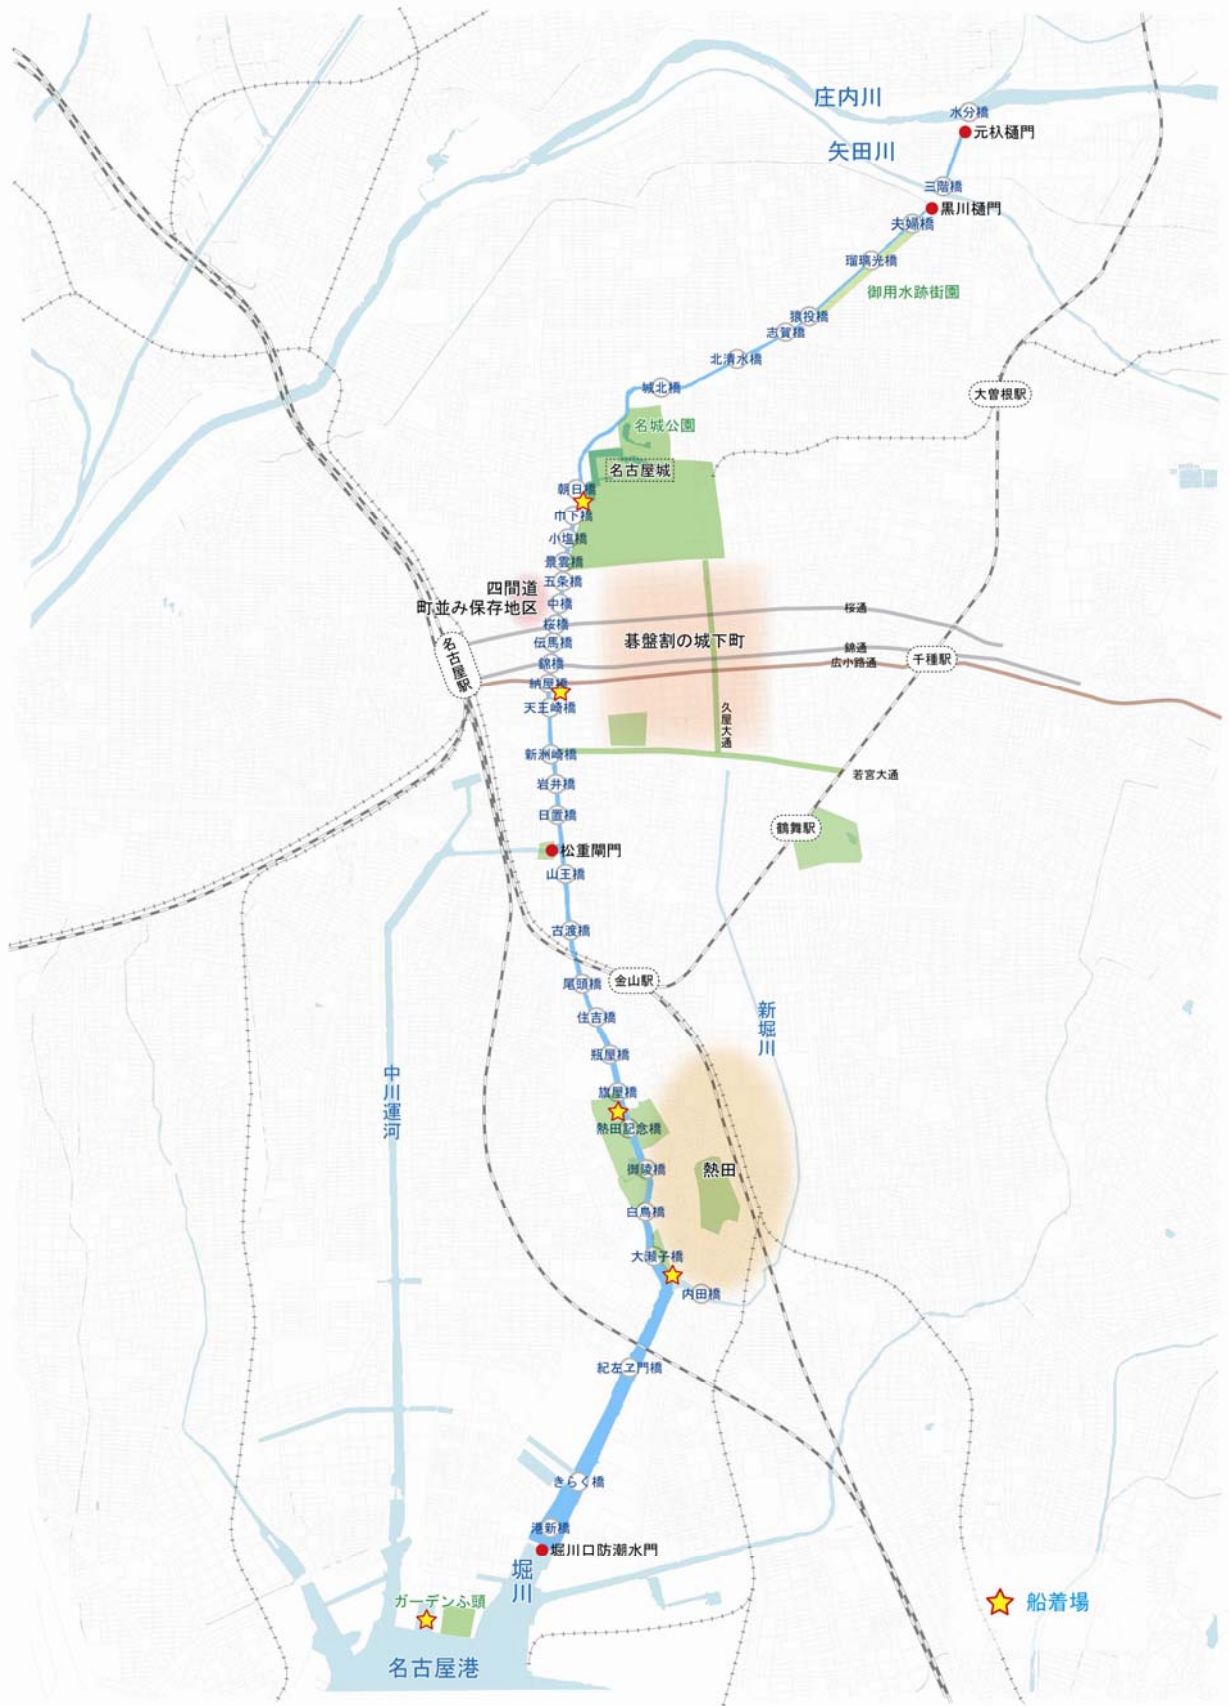 庄内川
水分橋
元杁樋門
矢田川
三階橋
黒川樋門
夫婦橋
瑠璃光橋
御用水跡街園
猿投橋
志賀橋
北清水橋
城北橋
大曽根駅
名城公園
名古屋城
朝日橋
巾下橋
小塩橋
景雲橋
四間道
町並み保存地区
五条橋
中橋
桜橋
桜通
伝馬橋
碁盤割の城下町
錦橋
錦通
広小路通
千種駅
名古屋駅
納屋橋
天王崎橋
久屋大通
新洲崎橋
若宮大通
岩井橋
日置橋
鶴舞駅
松重閘門
山王橋
古渡橋
尾頭橋
金山駅
住吉橋
新堀川
瓶屋橋
中川運河
旗屋橋
熱田記念橋
御陵橋
熱田
白鳥橋
大瀬子橋
内田橋
紀左ヱ門橋
きらく橋
港新橋
堀川口防潮水門
堀川
ガーデンふ頭
船着場
名古屋港